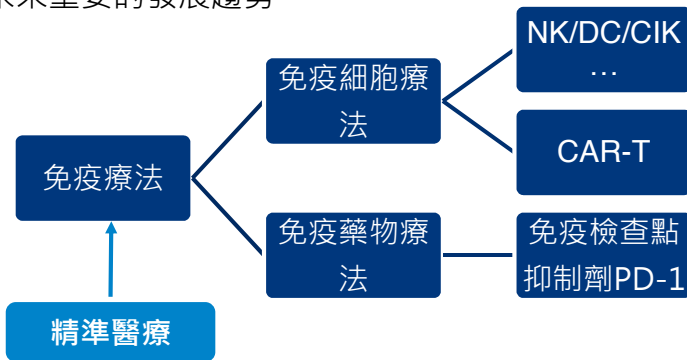 NK/DC/CIK
…
免疫細胞療
法
CAR-T
免疫療法
免疫藥物療
法
免疫檢查點
抑制劑PD-1
精準醫療